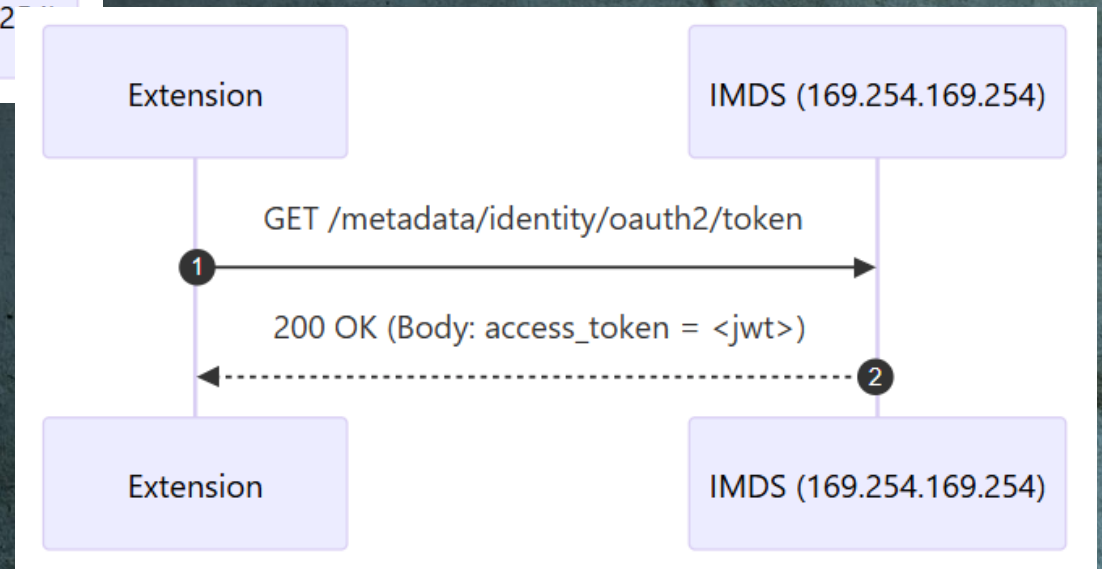 Extension
IMDS (169.254.169.254)
GET /metadata/identity/oauth2/token
1
200 OK (Body: access_token = <jwt>)
2
Extension
IMDS (169.254.169.254)